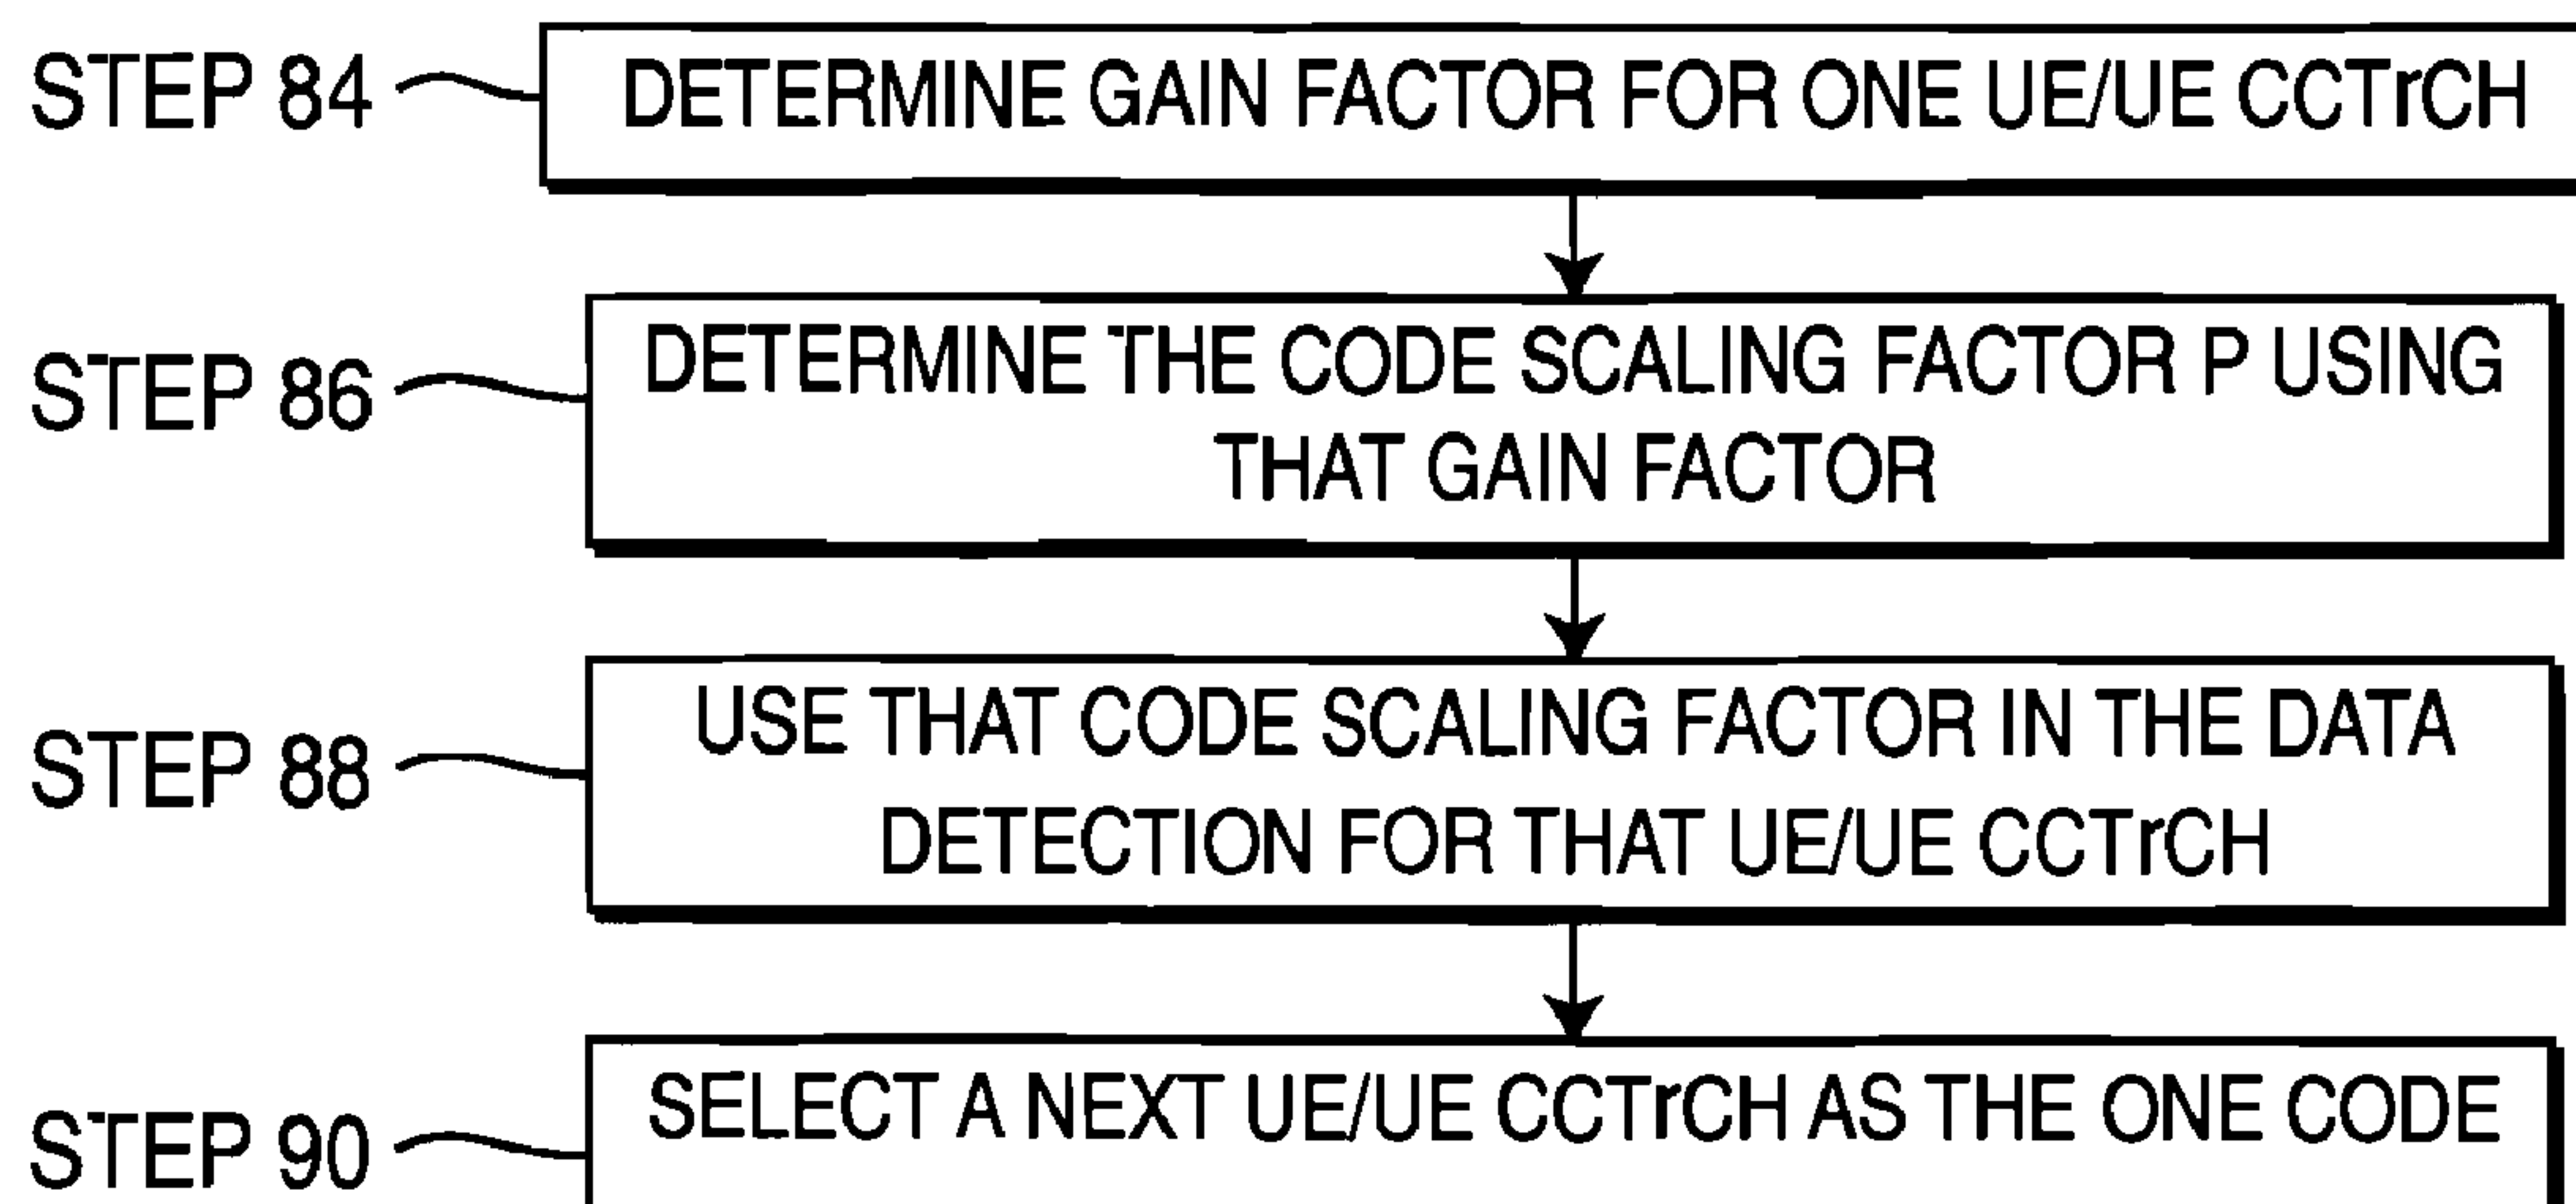 STEP 84
DETERMINE GAIN FACTOR FOR ONE UE/UE CCTrCH
STEP 86
DETERMINE THE CODE SCALING FACTOR P USING
THAT GAIN FACTOR
STEP 88
USE THAT CODE SCALING FACTOR IN THE DATA
DETECTION FOR THAT UE/UE CCTrCH
STEP 90
SELECT A NEXT UE/UE CCTrCH AS THE ONE CODE